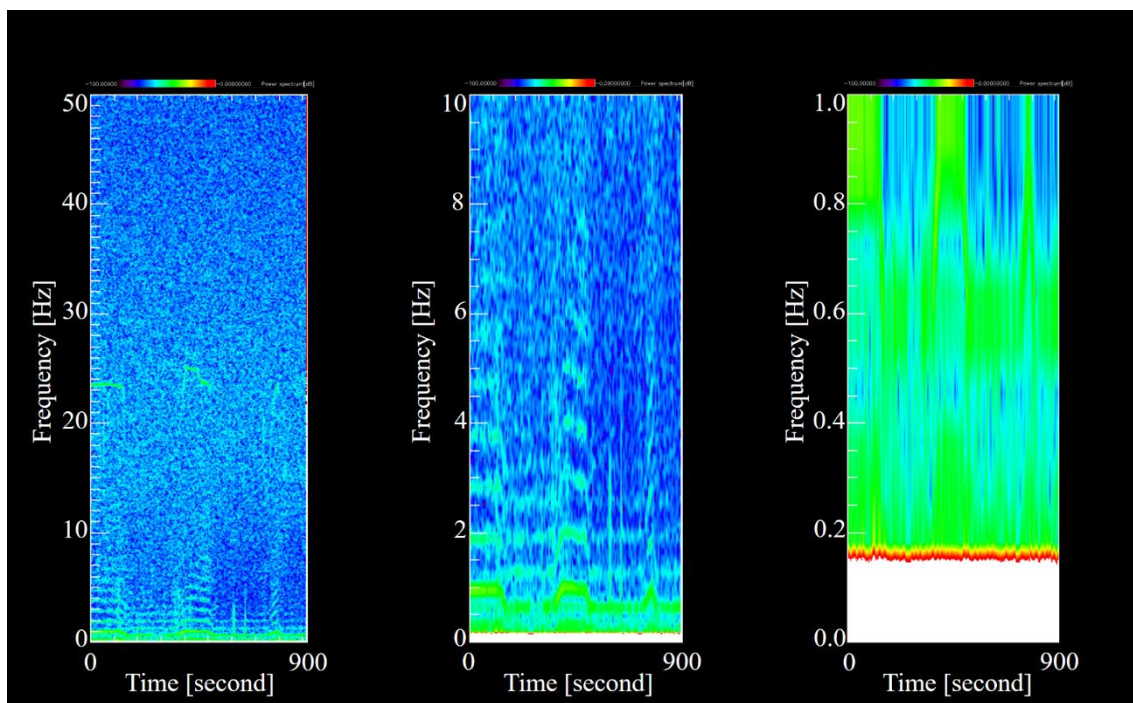 -100.00000 -0.00000000 Power spectrum[dB]
-100.00000 -0.00000000 Power spectrum[dB]
-100.00000 -0.00000000 Power spectrum[dB]
Frequency [Hz]
50
40
30
20
10
0
0 900
Time [second]
Frequency [Hz]
10
8
6
4
2
0
0 900
Time [second]
Frequency [Hz]
1.0
0.8
0.6
0.4
0.2
0.0
0 900
Time [second]